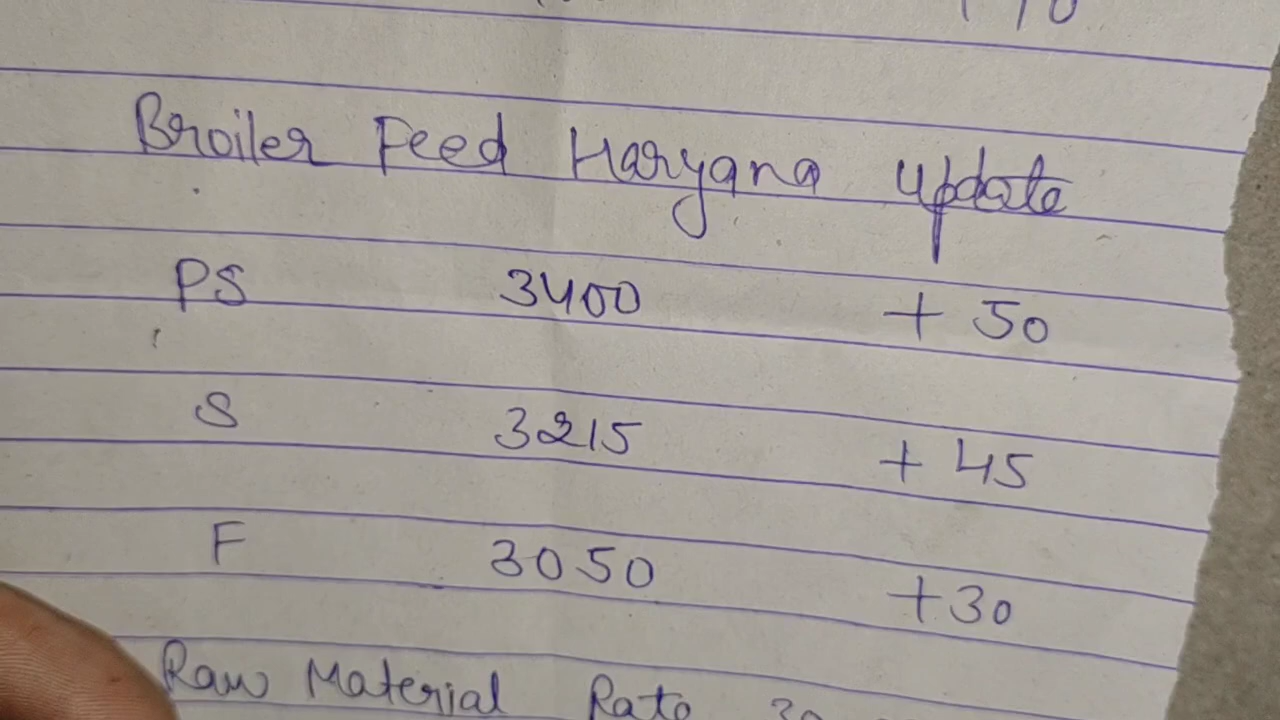 Broiler Feed Haryana Update
PS 3400 + 50
S 3215 + 45
F 3050 +30
Raw Material Rate